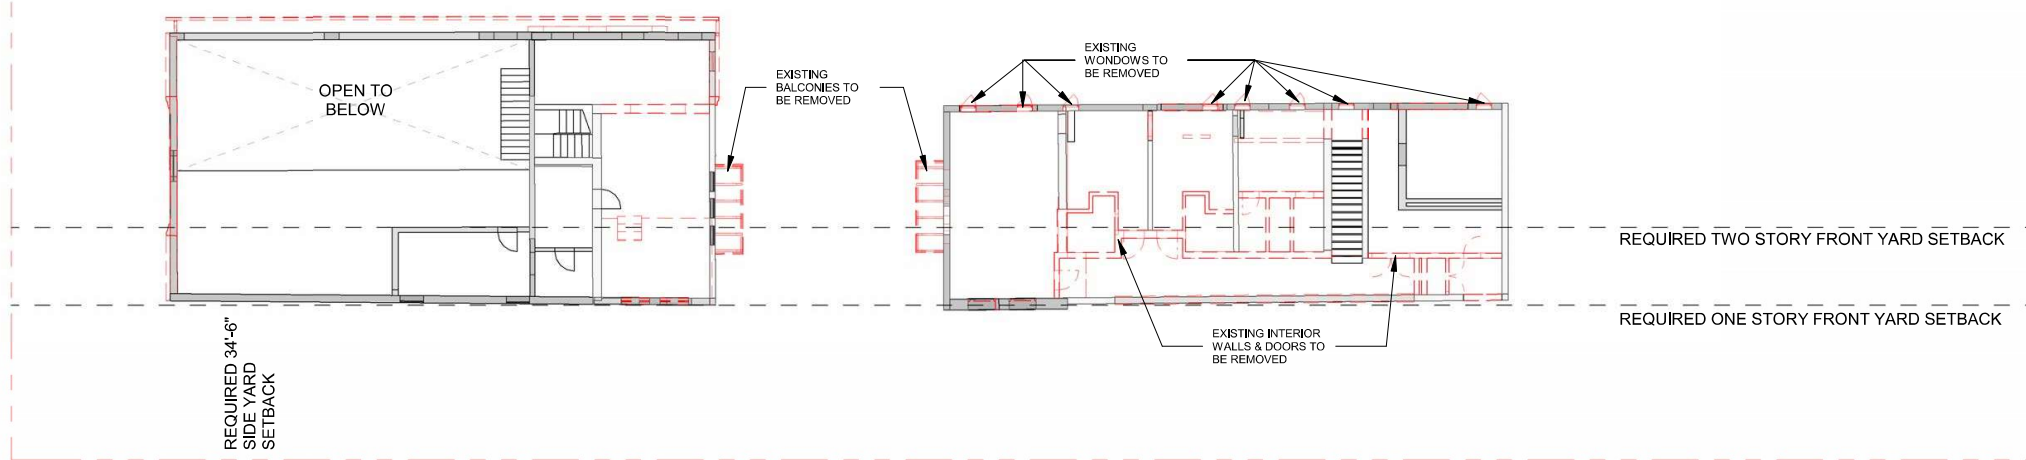 OPEN TO
BELOW
EXISTING
BALCONIES TO
BE REMOVED
EXISTING
WONDOWS TO
BE REMOVED
REQUIRED TWO STORY FRONT YARD SETBACK
REQUIRED ONE STORY FRONT YARD SETBACK
EXISTING INTERIOR
WALLS & DOORS TO
BE REMOVED
REQUIRED 34'-6"
SIDE YARD
SETBACK